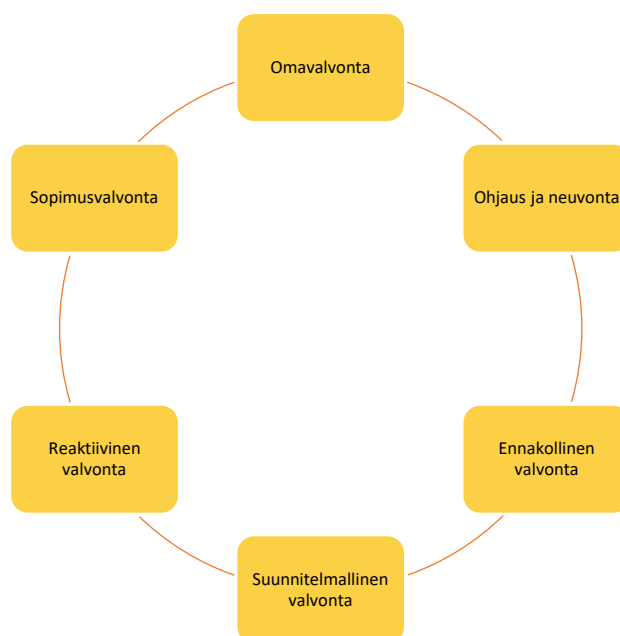 Omavalvonta
Ohjaus ja neuvonta
Ennakollinen
valvonta
Suunnitelmallinen
valvonta
Reaktiivinen
valvonta
Sopimusvalvonta